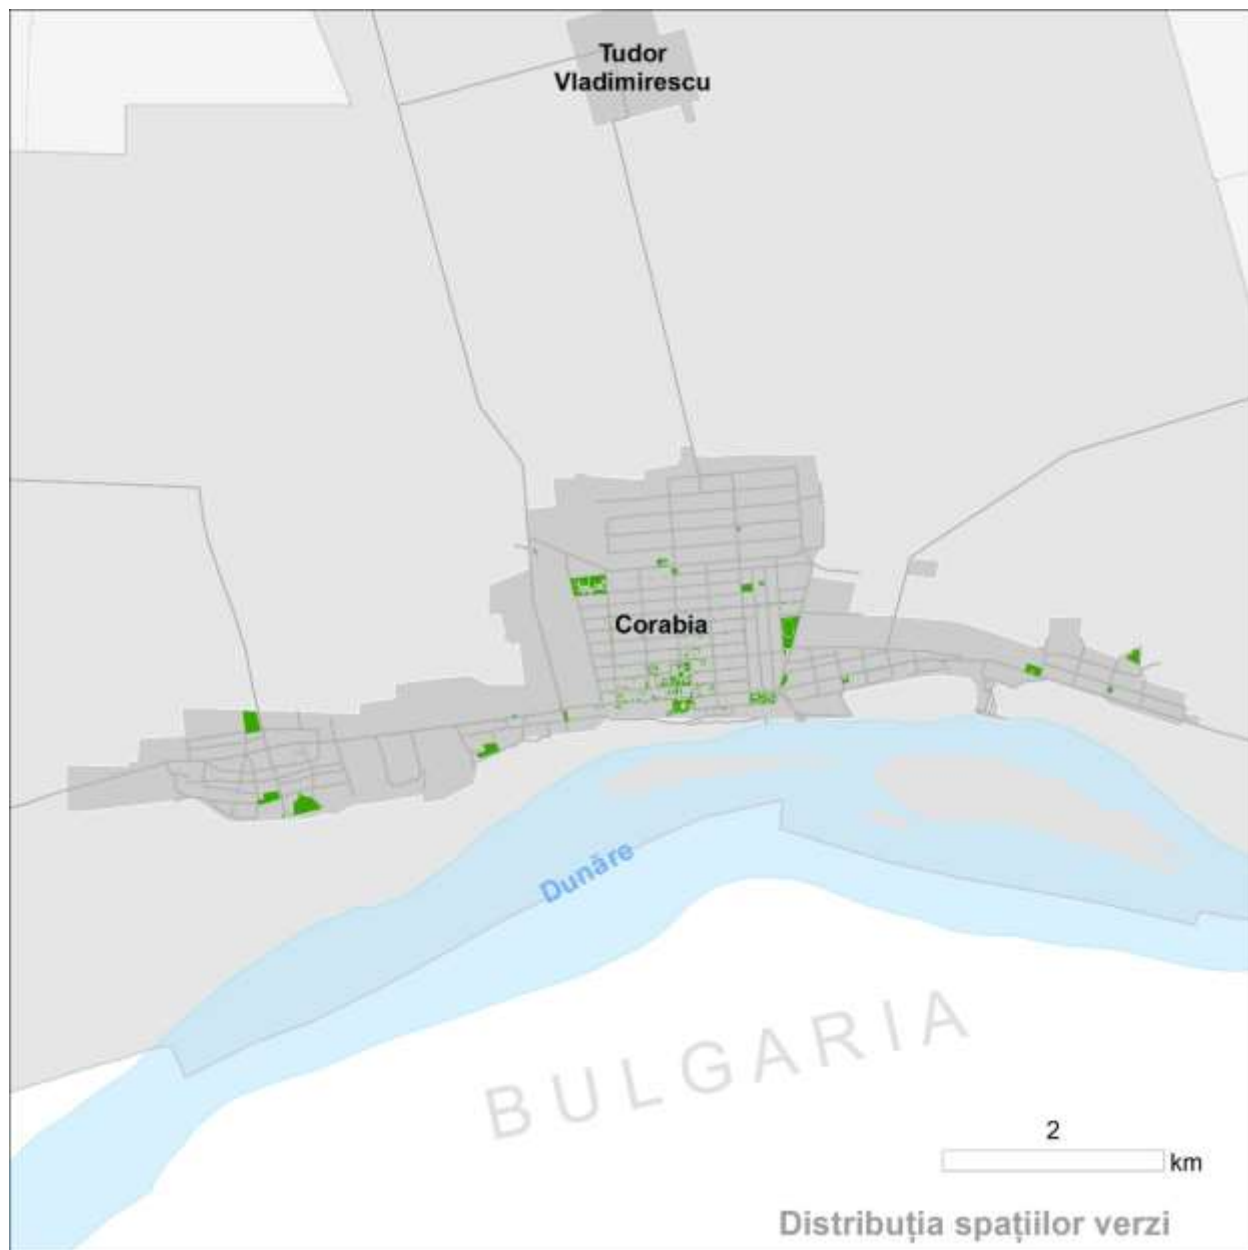 Tudor
Vladimirescu
Corabia
Dunăre
BULGARIA
2
km
Distribuția spațiilor verzi